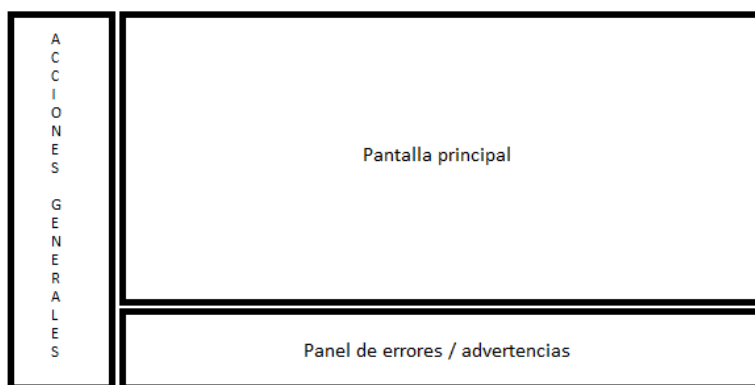 ACCIONES GENERALES
Pantalla principal
Panel de errores / advertencias